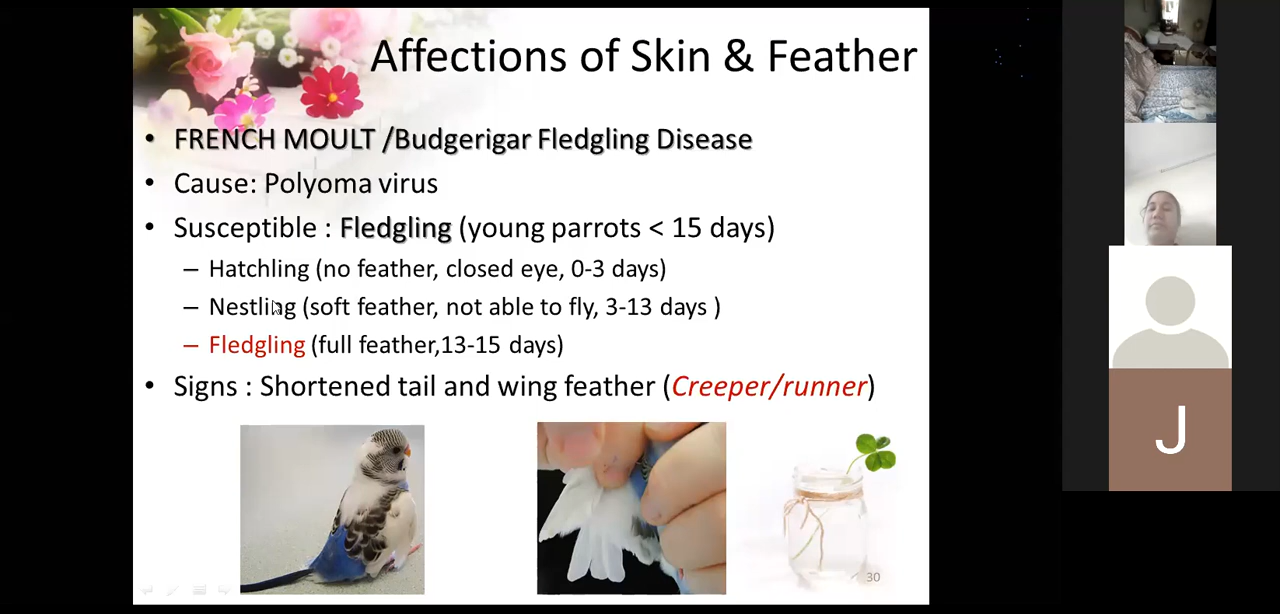 Affections of Skin & Feather
• FRENCH MOULT /Budgerigar Fledgling Disease
• Cause: Polyoma virus
• Susceptible : Fledgling (young parrots < 15 days)
– Hatchling (no feather, closed eye, 0-3 days)
– Nestling (soft feather, not able to fly, 3-13 days )
– Fledgling (full feather,13-15 days)
• Signs : Shortened tail and wing feather (Creeper/runner)
30
J